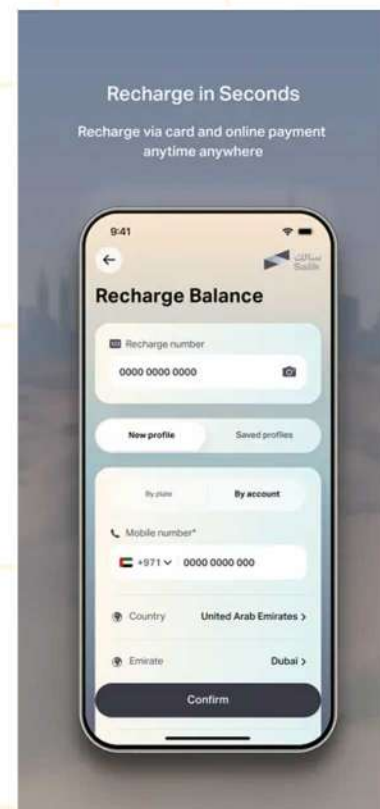 Recharge in Seconds
Recharge via card and online payment
anytime anywhere
9:41
سالك
Salik
Recharge Balance
Recharge number
0000 0000 0000
New profile
Saved profiles
By plate
By account
Mobile number*
+971
0000 0000 000
Country
United Arab Emirates >
Emirate
Dubai >
Confirm